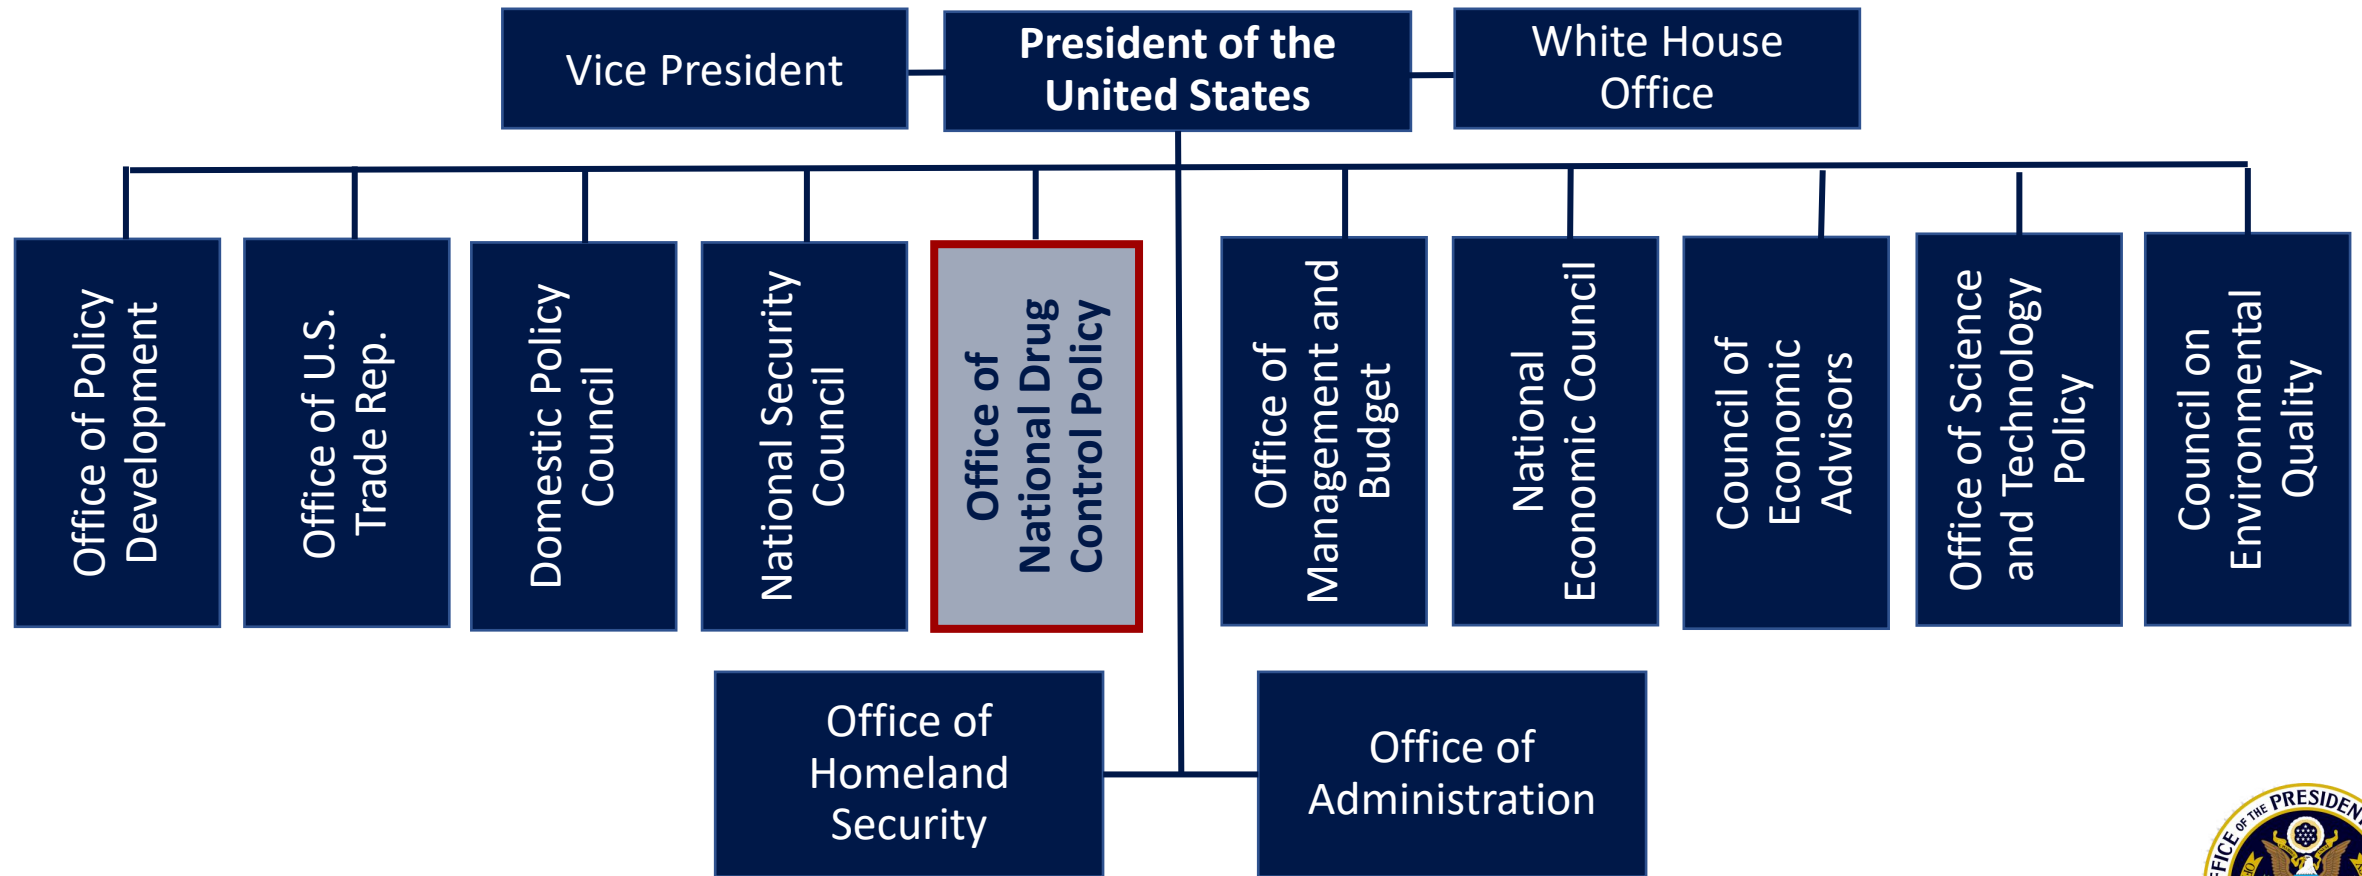 Vice President
President of the
United States
White House
Office
Office of Policy
Development
Office of U.S.
Trade Rep.
Domestic Policy
Council
National Security
Council
Office of
National Drug
Control Policy
Office of
Management and
Budget
National
Economic Council
Council of
Economic
Advisors
Office of Science
and Technology
Policy
Council on
Environmental
Quality
Office of
Homeland
Security
Office of
Administration
OF THE PRESIDEN